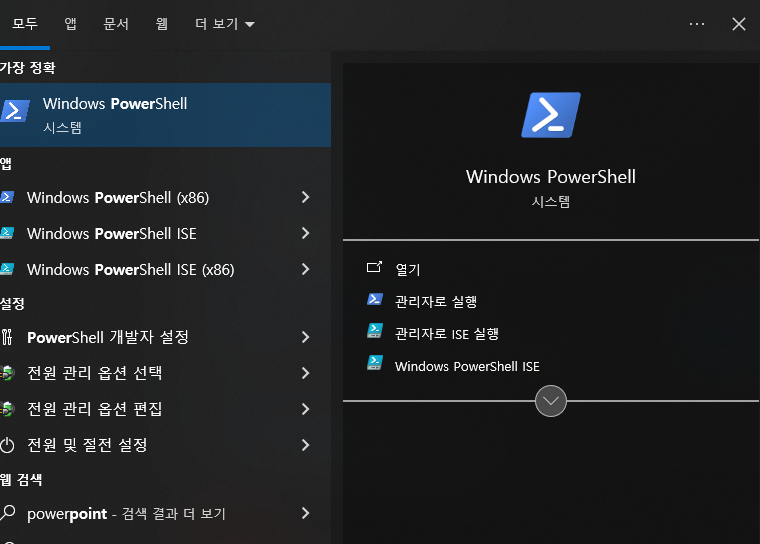 모두 앱 문서 웹 더 보기
가장 정확
Windows PowerShell
시스템
앱
Windows PowerShell (x86)
Windows PowerShell ISE
Windows PowerShell ISE (x86)
설정
PowerShell 개발자 설정
전원 관리 옵션 선택
전원 관리 옵션 편집
전원 및 절전 설정
웹 검색
powerpoint - 검색 결과 더 보기
Windows PowerShell
시스템
열기
관리자로 실행
관리자로 ISE 실행
Windows PowerShell ISE